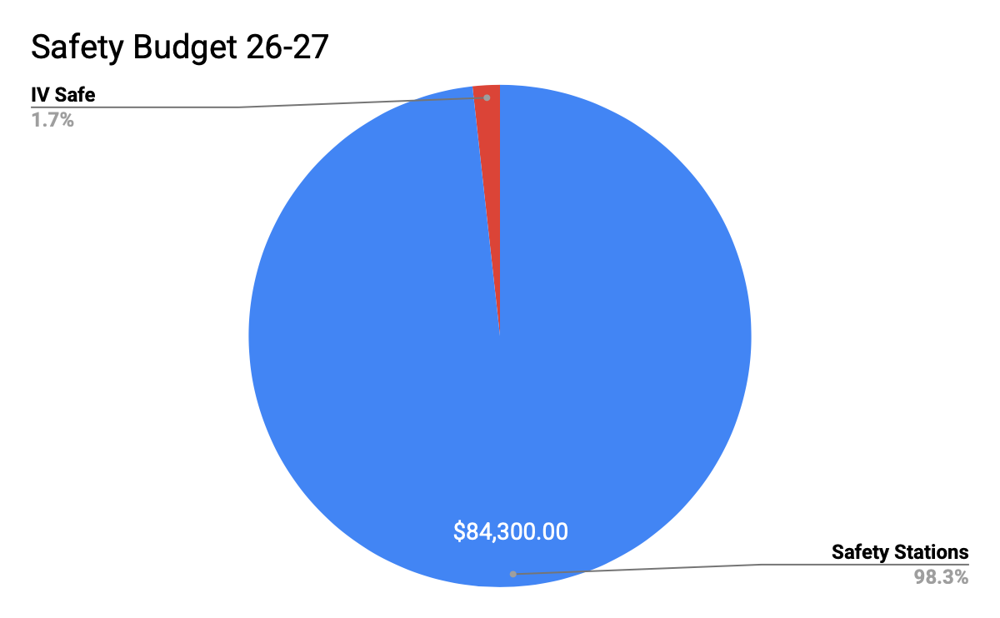 Safety Budget 26-27
IV Safe
1.7%
$84,300.00
Safety Stations
98.3%